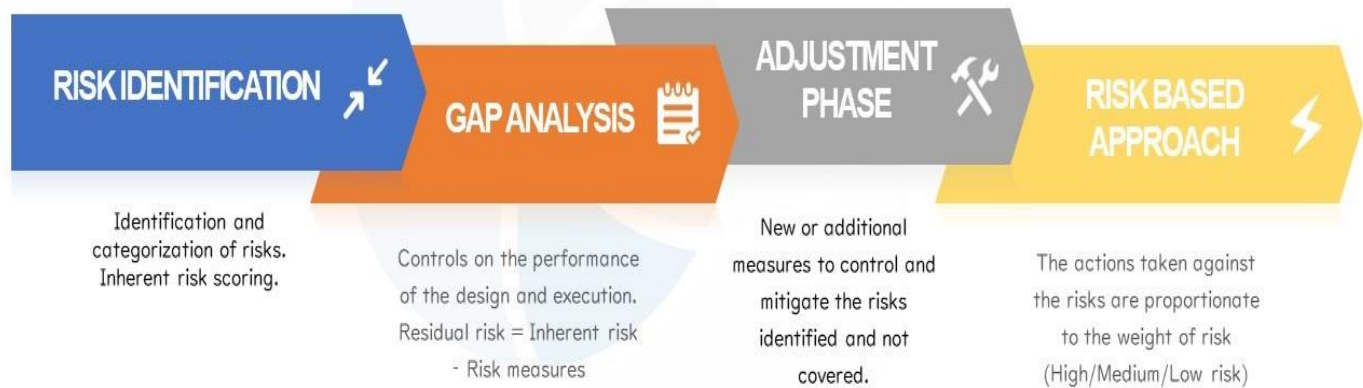 RISK IDENTIFICATION
Identification and
categorization of risks.
Inherent risk scoring.
GAP ANALYSIS
Controls on the performance
of the design and execution.
Residual risk = Inherent risk
- Risk measures
ADJUSTMENT
PHASE
New or additional
measures to control and
mitigate the risks
identified and not
covered.
RISK BASED
APPROACH
The actions taken against
the risks are proportionate
to the weight of risk
(High/Medium/Low risk)